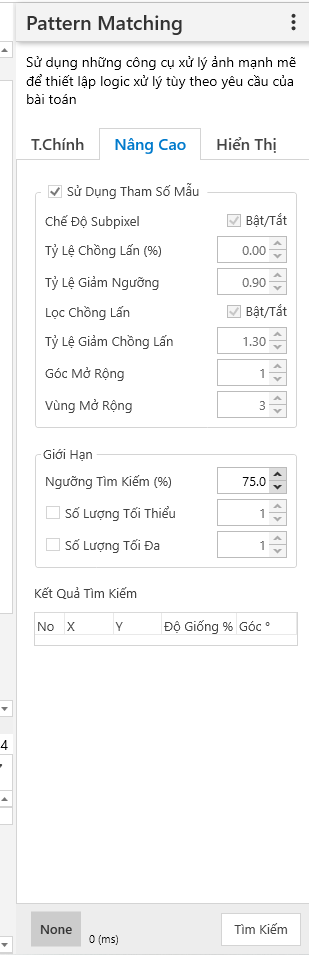 Pattern Matching
Sử dụng những công cụ xử lý ảnh mạnh mẽ
để thiết lập logic xử lý tùy theo yêu cầu của
bài toán
T.Chính Nâng Cao Hiển Thị
Sử Dụng Tham Số Mẫu
Chế Độ Subpixel Bật/Tắt
Tỷ Lệ Chồng Lấn (%) 0.00
Tỷ Lệ Giảm Ngưỡng 0.90
Lọc Chồng Lấn Bật/Tắt
Tỷ Lệ Giảm Chồng Lấn 1.30
Góc Mở Rộng 1
Vùng Mở Rộng 3
Giới Hạn
Ngưỡng Tìm Kiếm (%) 75.0
Số Lượng Tối Thiểu 1
Số Lượng Tối Đa 1
Kết Quả Tìm Kiếm
No X Y Độ Giống % Góc °
4
None 0 (ms) Tìm Kiếm